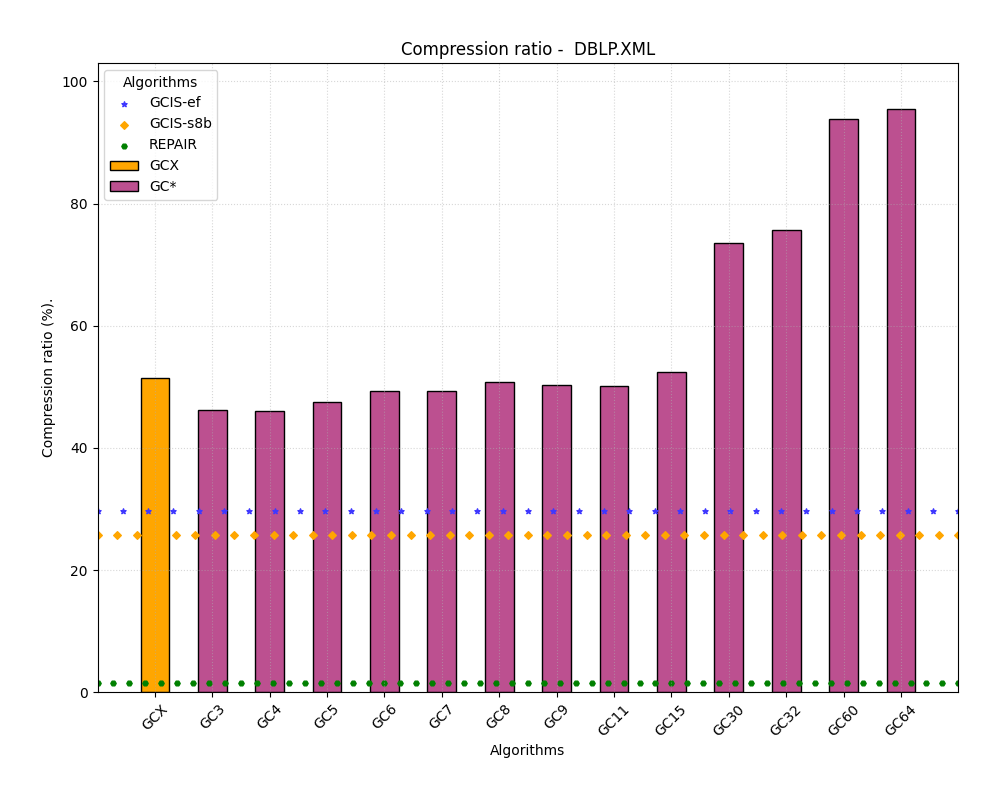 Compression ratio -  DBLP.XML
Algorithms
GCIS-ef
GCIS-s8b
REPAIR
GCX
GC*
Compression ratio (%).
100
80
60
40
20
0
GCX GC3 GC4 GC5 GC6 GC7 GC8 GC9 GC11 GC15 GC30 GC32 GC60 GC64
Algorithms